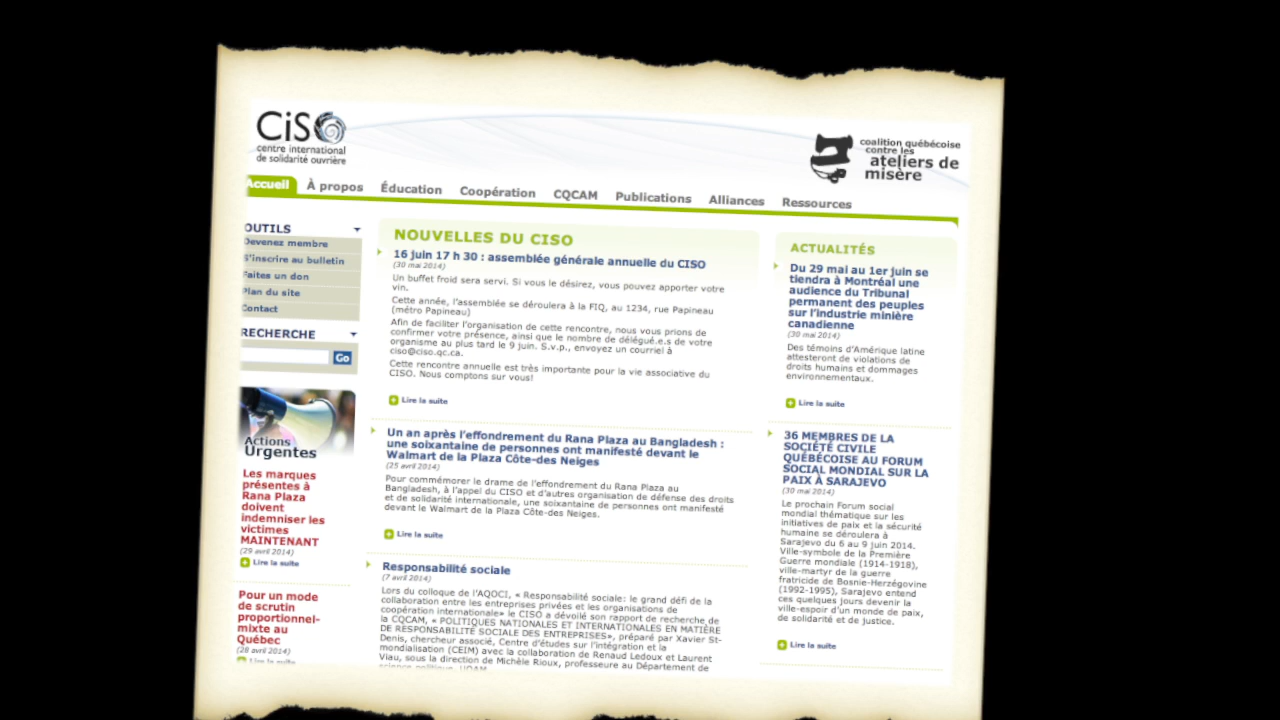 CiSO
centre international
de solidarité ouvrière
coalition québécoise
contre les
ateliers de
misère
Accueil
À propos
Éducation
Coopération
CQCAM
Publications
Alliances
Ressources
OUTILS
Devenez membre
S'inscrire au bulletin
Faites un don
Plan du site
Contact
RECHERCHE
Go
Actions
Urgentes
Les marques
présentes à
Rana Plaza
doivent
indemniser les
victimes
MAINTENANT
(29 avril 2014)
Lire la suite
Pour un mode
de scrutin
proportionnel-
mixte au
Québec
(28 avril 2014)
Lire la suite
NOUVELLES DU CISO
16 juin 17 h 30 : assemblée générale annuelle du CISO
(30 mai 2014)
Un buffet froid sera servi. Si vous le désirez, vous pouvez apporter votre
vin.
Cette année, l'assemblée se déroulera à la FIQ, au 1234, rue Papineau
(métro Papineau)
Afin de faciliter l'organisation de cette rencontre, nous vous prions de
confirmer votre présence, ainsi que le nombre de délégué.e.s de votre
organisme au plus tard le 9 juin. S.v.p., envoyez un courriel à
ciso@ciso.qc.ca.
Cette rencontre annuelle est très importante pour la vie associative du
CISO. Nous comptons sur vous!
Lire la suite
Un an après l'effondrement du Rana Plaza au Bangladesh :
une soixantaine de personnes ont manifesté devant le
Walmart de la Plaza Côte-des Neiges
(25 avril 2014)
Pour commémorer le drame de l'effondrement du Rana Plaza au
Bangladesh, à l'appel du CISO et d'autres organisation de défense des droits
et de solidarité internationale, une soixantaine de personnes ont manifesté
devant le Walmart de la Plaza Côte-des Neiges.
Lire la suite
Responsabilité sociale
(7 avril 2014)
Lors du colloque de l'AQOCI, « Responsabilité sociale: le grand défi de la
collaboration entre les entreprises privées et les organisations de
coopération internationale» le CISO a dévoilé son rapport de recherche de
la CQCAM, « POLITIQUES NATIONALES ET INTERNATIONALES EN MATIÈRE
DE RESPONSABILITÉ SOCIALE DES ENTREPRISES», préparé par Xavier St-
Denis, chercheur associé, Centre d'études sur l'intégration et la
mondialisation (CEIM) avec la collaboration de Renaud Ledoux et Laurent
Viau, sous la direction de Michèle Rioux, professeure au Département de
science politique, UQAM.
ACTUALITÉS
Du 29 mai au 1er juin se
tiendra à Montréal une
audience du Tribunal
permanent des peuples
sur l'industrie minière
canadienne
(30 mai 2014)
Des témoins d'Amérique latine
attesteront de violations de
droits humains et dommages
environnementaux.
Lire la suite
36 MEMBRES DE LA
SOCIÉTÉ CIVILE
QUÉBÉCOISE AU FORUM
SOCIAL MONDIAL SUR LA
PAIX À SARAJEVO
(30 mai 2014)
Le prochain Forum social
mondial thématique sur les
initiatives de paix et la sécurité
humaine se déroulera à
Sarajevo du 6 au 9 juin 2014.
Ville-symbole de la Première
Guerre mondiale (1914-1918),
ville-martyr de la guerre
fratricide de Bosnie-Herzégovine
(1992-1995), Sarajevo entend
ces quelques jours devenir la
ville-espoir d'un monde de paix,
de solidarité et de justice.
Lire la suite